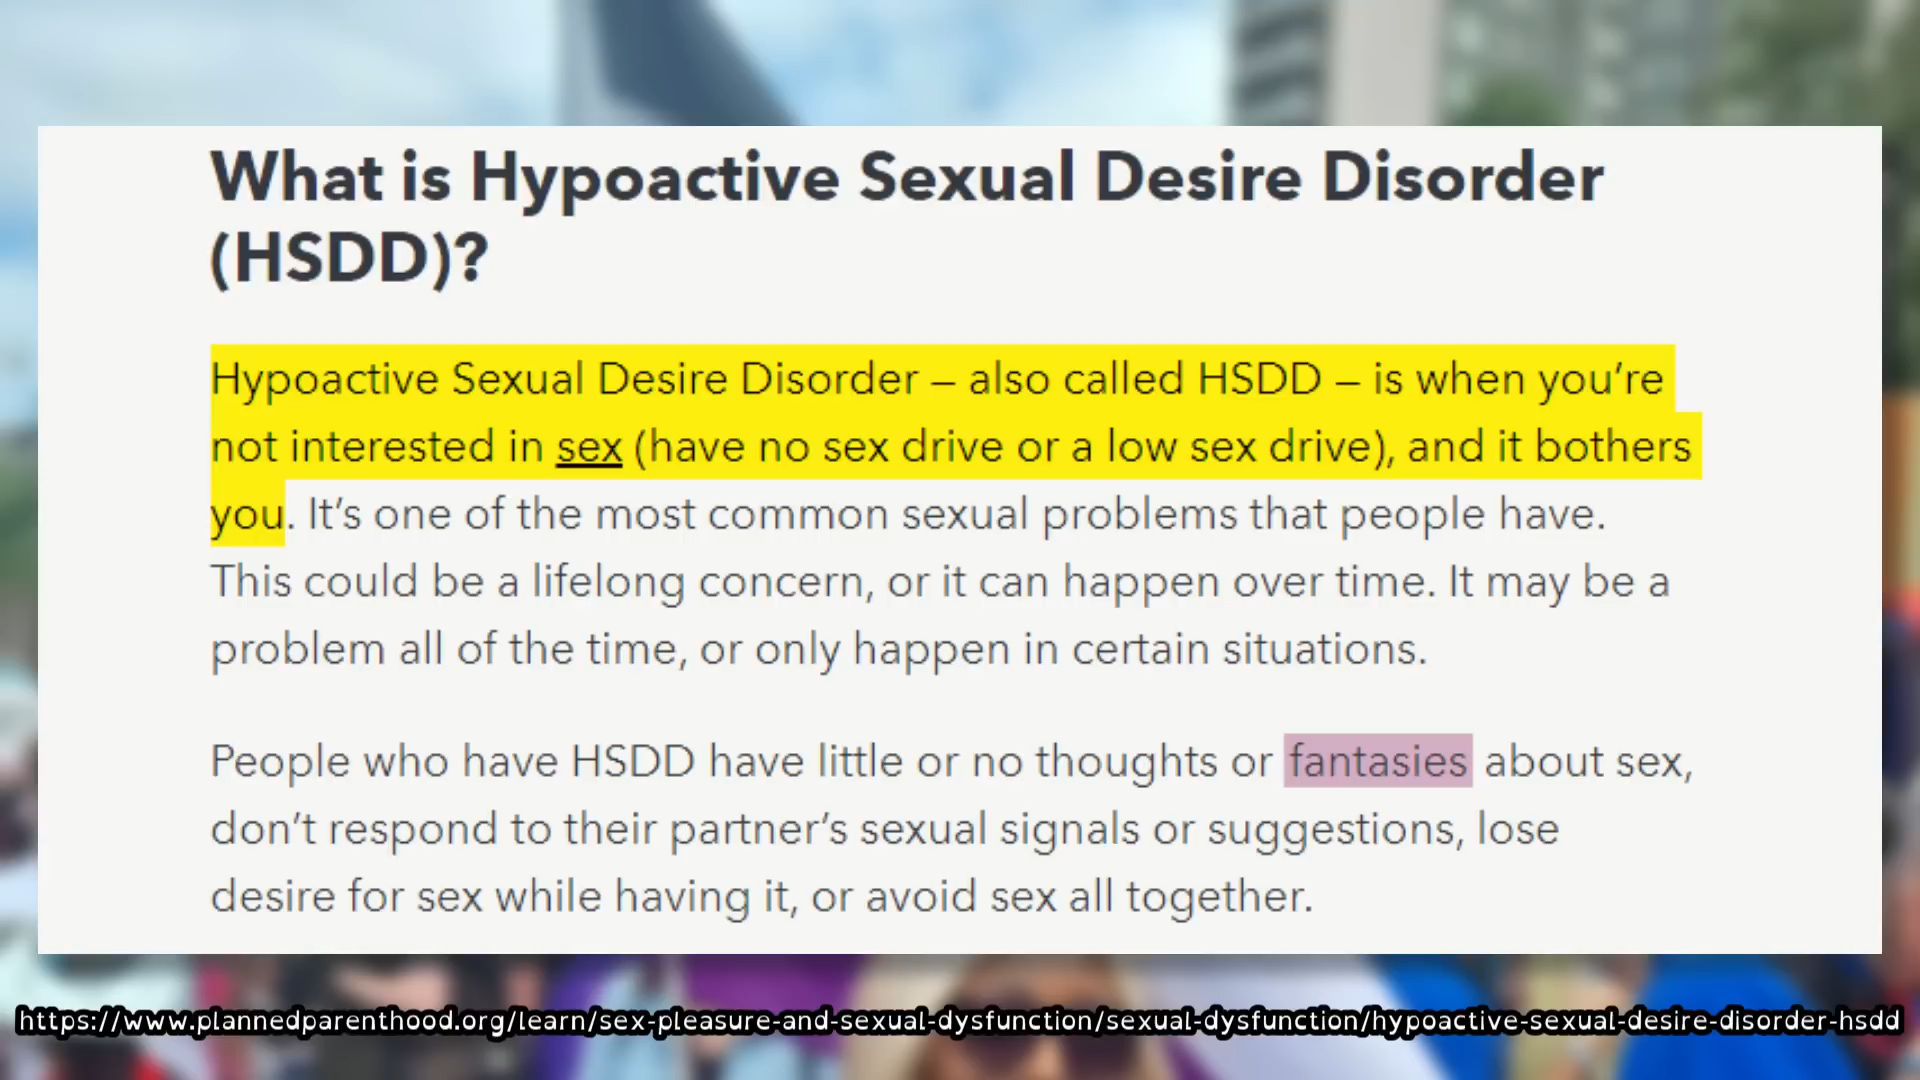 What is Hypoactive Sexual Desire Disorder
(HSDD)?
Hypoactive Sexual Desire Disorder – also called HSDD – is when you’re
not interested in sex (have no sex drive or a low sex drive), and it bothers
you. It’s one of the most common sexual problems that people have.
This could be a lifelong concern, or it can happen over time. It may be a
problem all of the time, or only happen in certain situations.
People who have HSDD have little or no thoughts or fantasies about sex,
don’t respond to their partner’s sexual signals or suggestions, lose
desire for sex while having it, or avoid sex all together.
https://www.plannedparenthood.org/learn/sex-pleasure-and-sexual-dysfunction/sexual-dysfunction/hypoactive-sexual-desire-disorder-hsdd